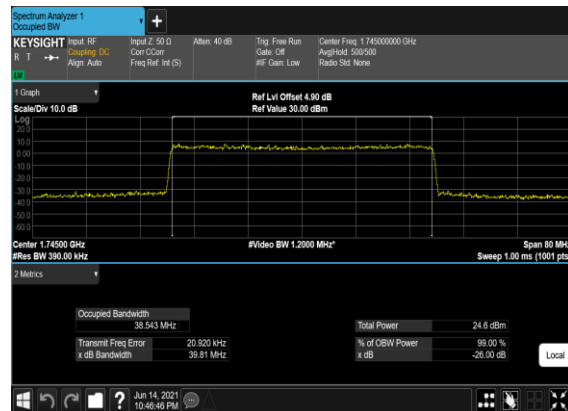 Spectrum Analyzer 1
Occupied BW
+
KEYSIGHT Input: RF Input Z: 50 Ω Atten: 40 dB Trig: Free Run Center Freq: 1.745000000 GHz
R T Coupling: DC Corr CCorr Gate: Off Avg|Hold: 500/500
Align: Auto Freq Ref: Int (S) #IF Gain: Low Radio Std: None
LW
1 Graph Ref Lvl Offset 4.90 dB
Scale/Div 10.0 dB Ref Value 30.00 dBm
Log
20.0
10.0
0.00
-10.0
-20.0
-30.0
-40.0
-50.0
-60.0
Center 1.74500 GHz #Video BW 1.2000 MHz* Span 80 MHz
#Res BW 390.00 kHz Sweep 1.00 ms (1001 pts)
2 Metrics
Occupied Bandwidth
38.543 MHz Total Power 24.6 dBm
Transmit Freq Error 20.920 kHz % of OBW Power 99.00 %
x dB Bandwidth 39.81 MHz x dB -26.00 dB
Local
? Jun 14, 2021
10:46:46 PM